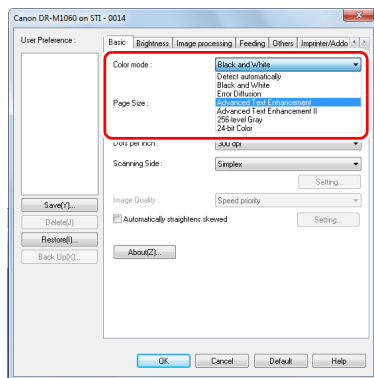 Canon DR-M1060 on STI - 0014
User Preference :
Basic Brightness Image processing Feeding Others Imprinter/Addo
Color mode : Black and White
Detect automatically
Black and White
Error Diffusion
Page Size : Advanced Text Enhancement
Advanced Text Enhancement II
256-level Gray
24-bit Color
Dots per inch : 300 dpi
Scanning Side : Simplex
Setting...
Image Quality : Speed priority
Save(Y)...
Automatically straightens skewed Setting...
Delete(J)
Restore(I)...
About(Z)...
Back Up(X)...
OK Cancel Default Help